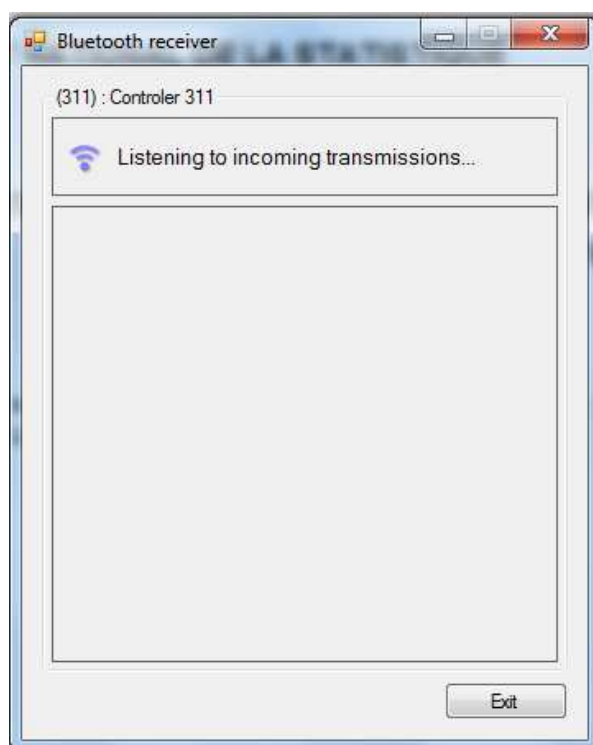 Bluetooth receiver
(311) : Controler 311
Listening to incoming transmissions...
Exit